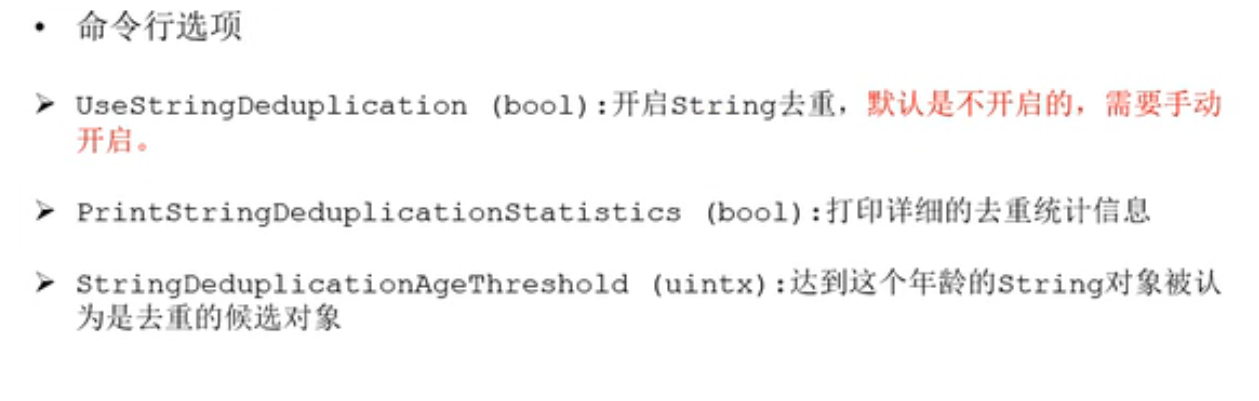 • 命令行选项
➢ UseStringDeduplication (bool):开启String去重，默认是不开启的，需要手动
开启。
➢ PrintStringDeduplicationStatistics (bool):打印详细的去重统计信息
➢ StringDeduplicationAgeThreshold (uintx):达到这个年龄的String对象被认
为是去重的候选对象